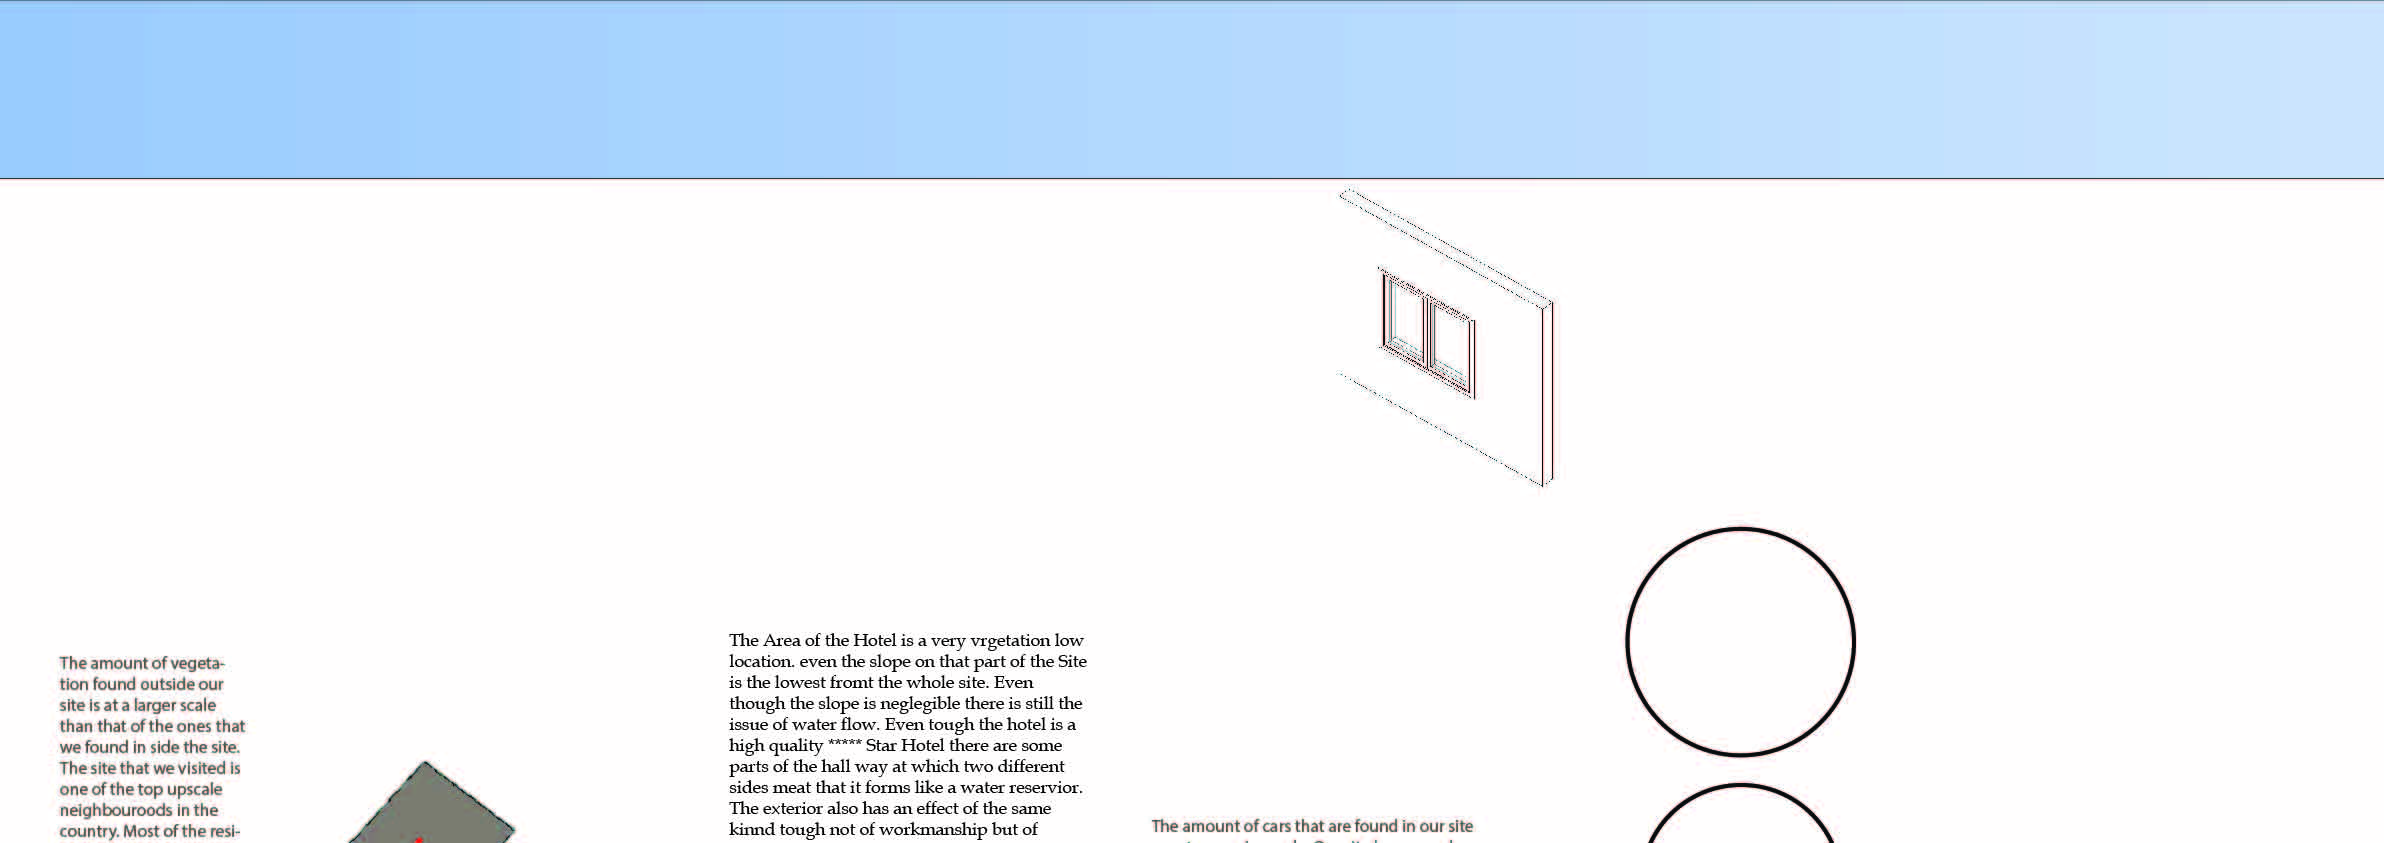 The amount of vegeta-
tion found outside our
site is at a larger scale
than that of the ones that
we found in side the site.
The site that we visited is
one of the top upscale
neighbouroods in the
country. Most of the resi-
The Area of the Hotel is a very vrgetation low
location. even the slope on that part of the Site
is the lowest fromt the whole site. Even
though the slope is neglegible there is still the
issue of water flow. Even tough the hotel is a
high quality ***** Star Hotel there are some
parts of the hall way at which two different
sides meat that it forms like a water reservior.
The exterior also has an effect of the same
kinnd tough not of workmanship but of
The amount of cars that are found in our site